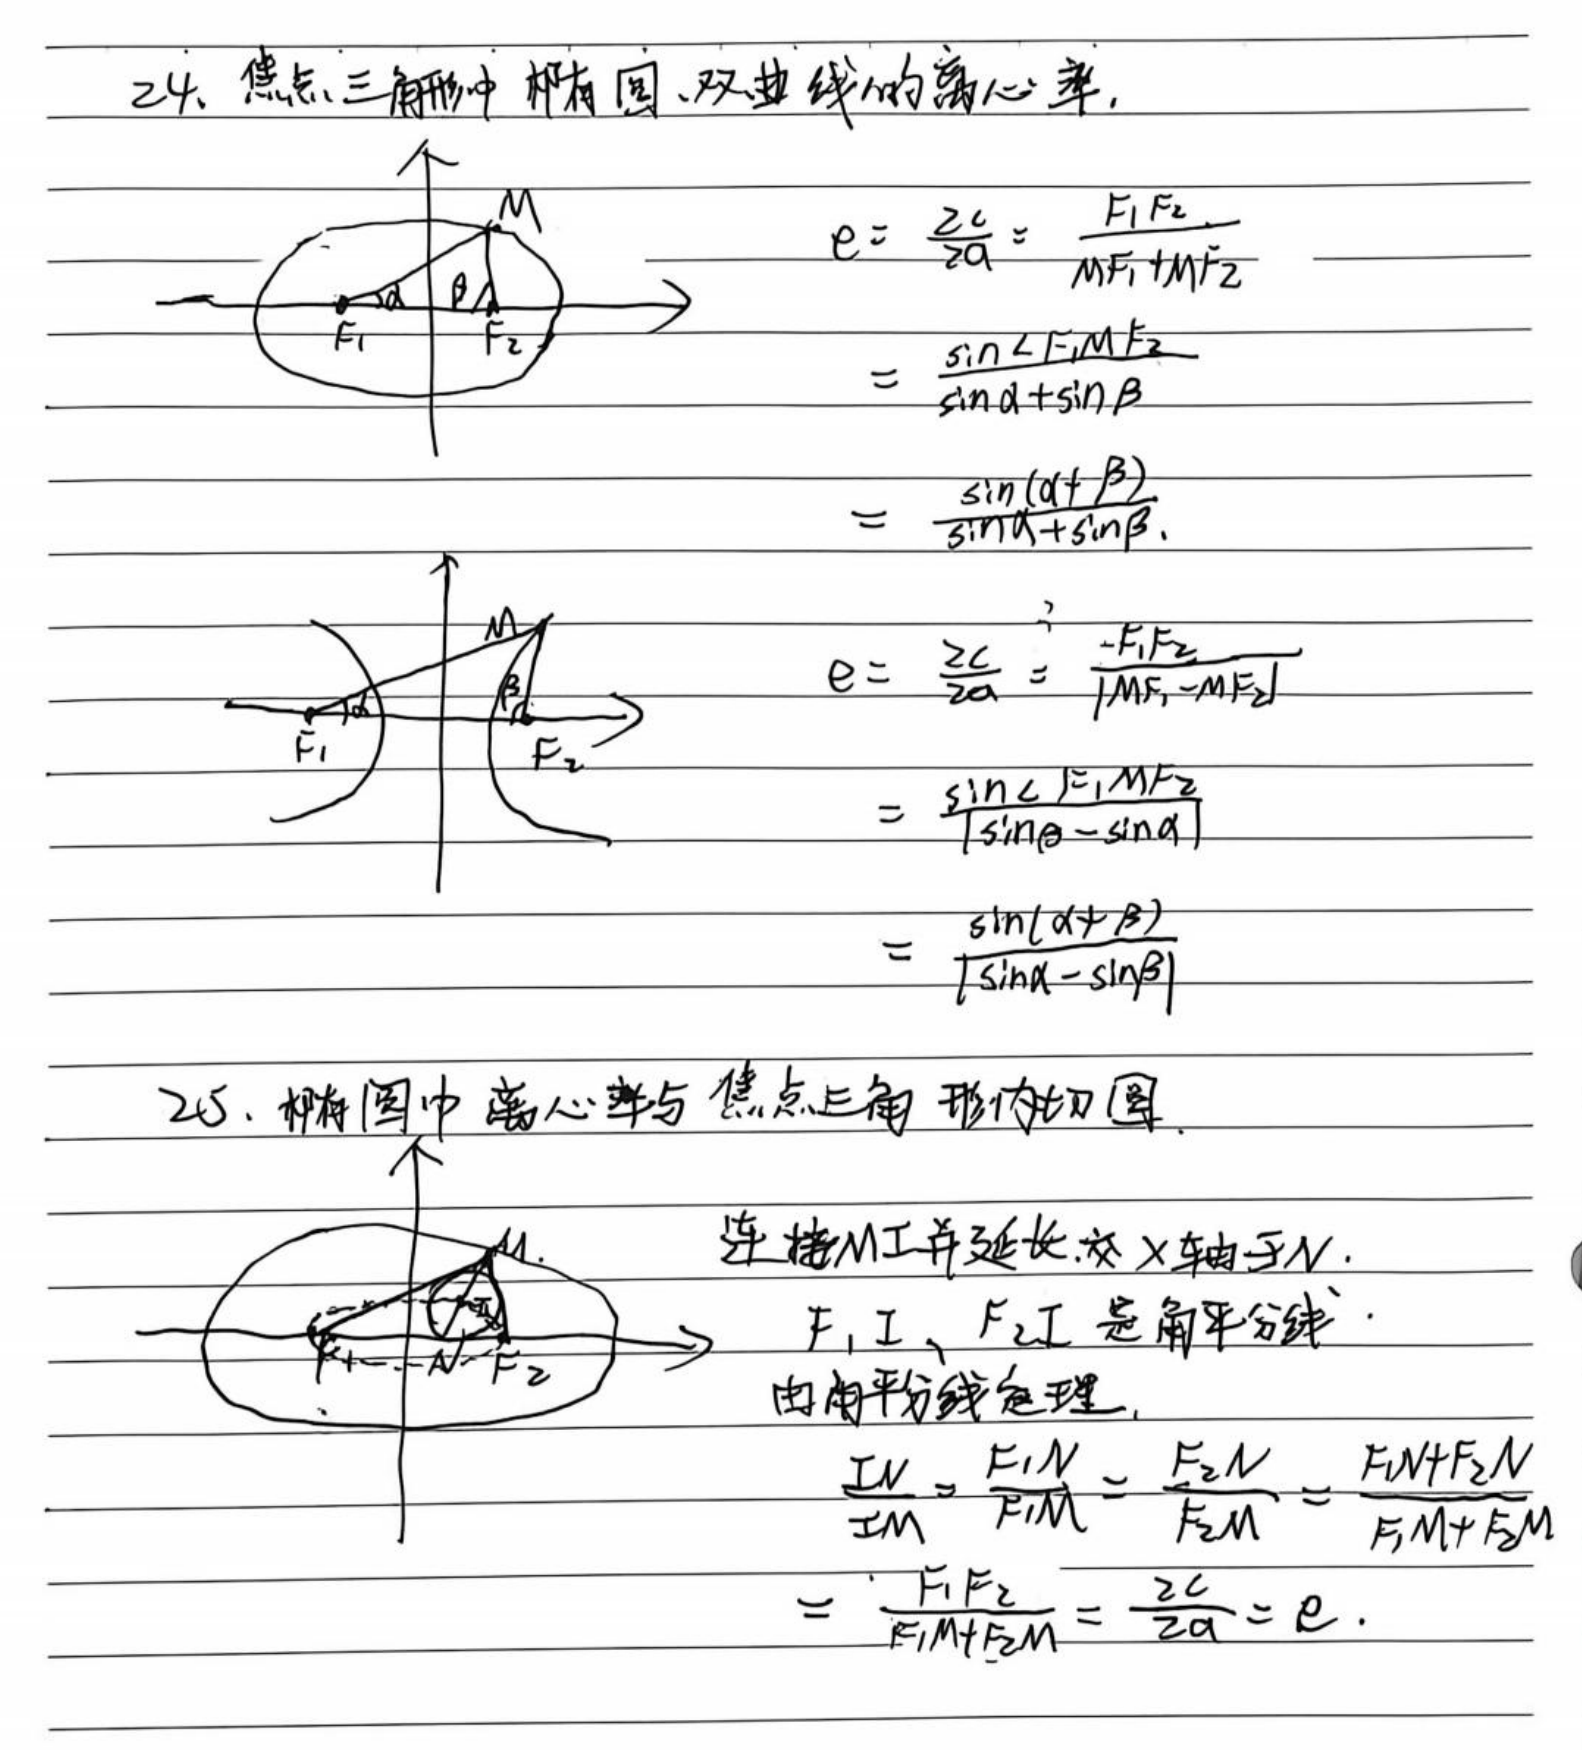 24. 焦点三角形中椭圆、双曲线的离心率.
M
α β
F₁ F₂
e = 2c/2a = F₁F₂/(MF₁+MF₂)
= sin∠F₁MF₂/(sinα+sinβ)
= sin(α+β)/(sinα+sinβ).
M
α β
F₁ F₂
e = 2c/2a = F₁F₂/|MF₁-MF₂|
= sin∠F₁MF₂/|sinβ-sinα|
= sin(α+β)/|sinα-sinβ|
25. 椭圆中离心率与焦点三角形内切圆.
M.
I
F₁ N F₂
连接MI并延长交X轴于N.
F₁I、F₂I是角平分线.
由角平分线定理.
IN/IM = F₁N/F₁M = F₂N/F₂M = (F₁N+F₂N)/(F₁M+F₂M)
= F₁F₂/(F₁M+F₂M) = 2c/2a = e.